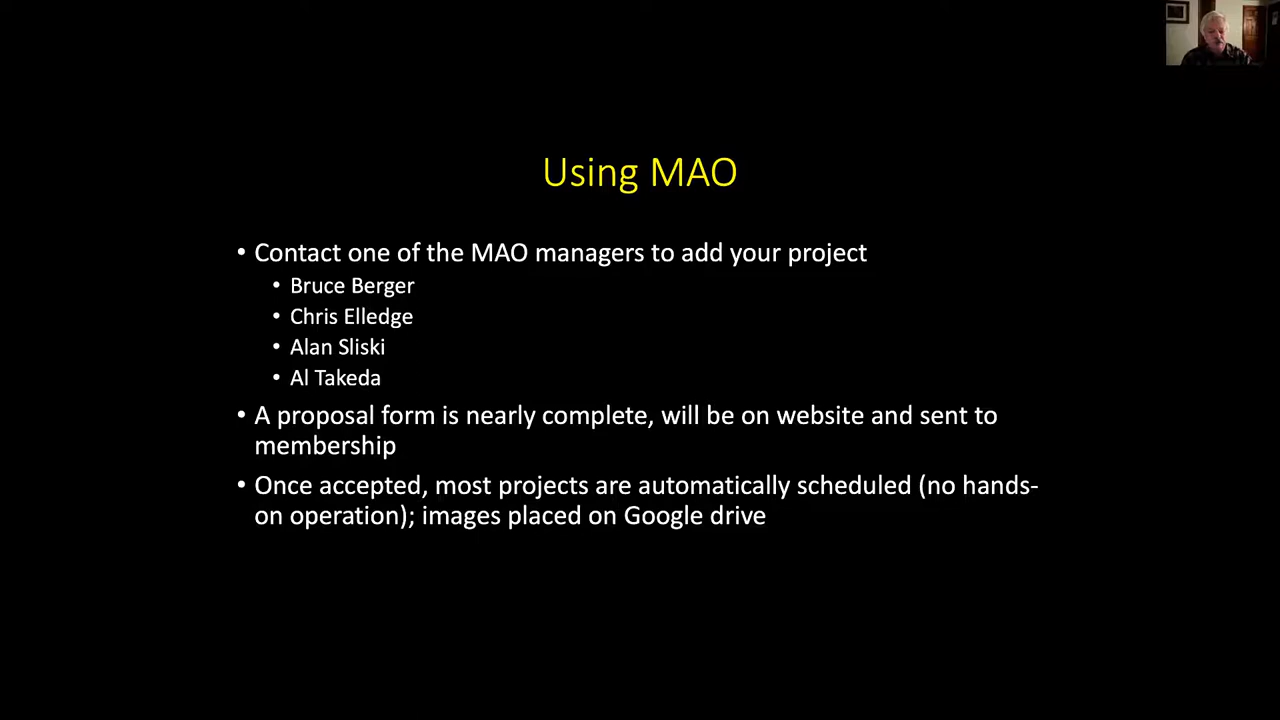 Using MAO
• Contact one of the MAO managers to add your project
• Bruce Berger
• Chris Elledge
• Alan Sliski
• Al Takeda
• A proposal form is nearly complete, will be on website and sent to
membership
• Once accepted, most projects are automatically scheduled (no hands-
on operation); images placed on Google drive